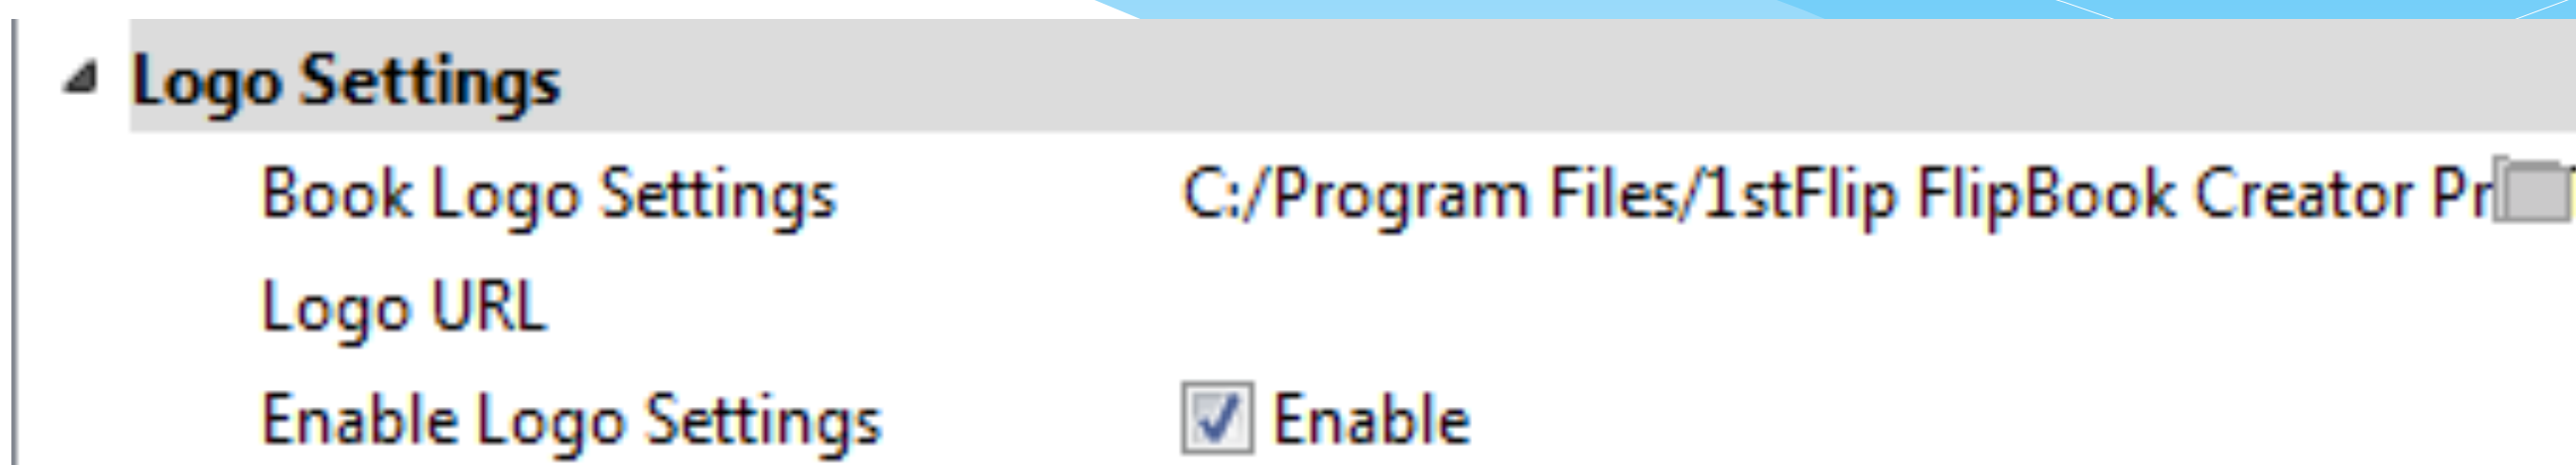 Logo Settings
Book Logo Settings C:/Program Files/1stFlip FlipBook Creator Pr
Logo URL
Enable Logo Settings Enable